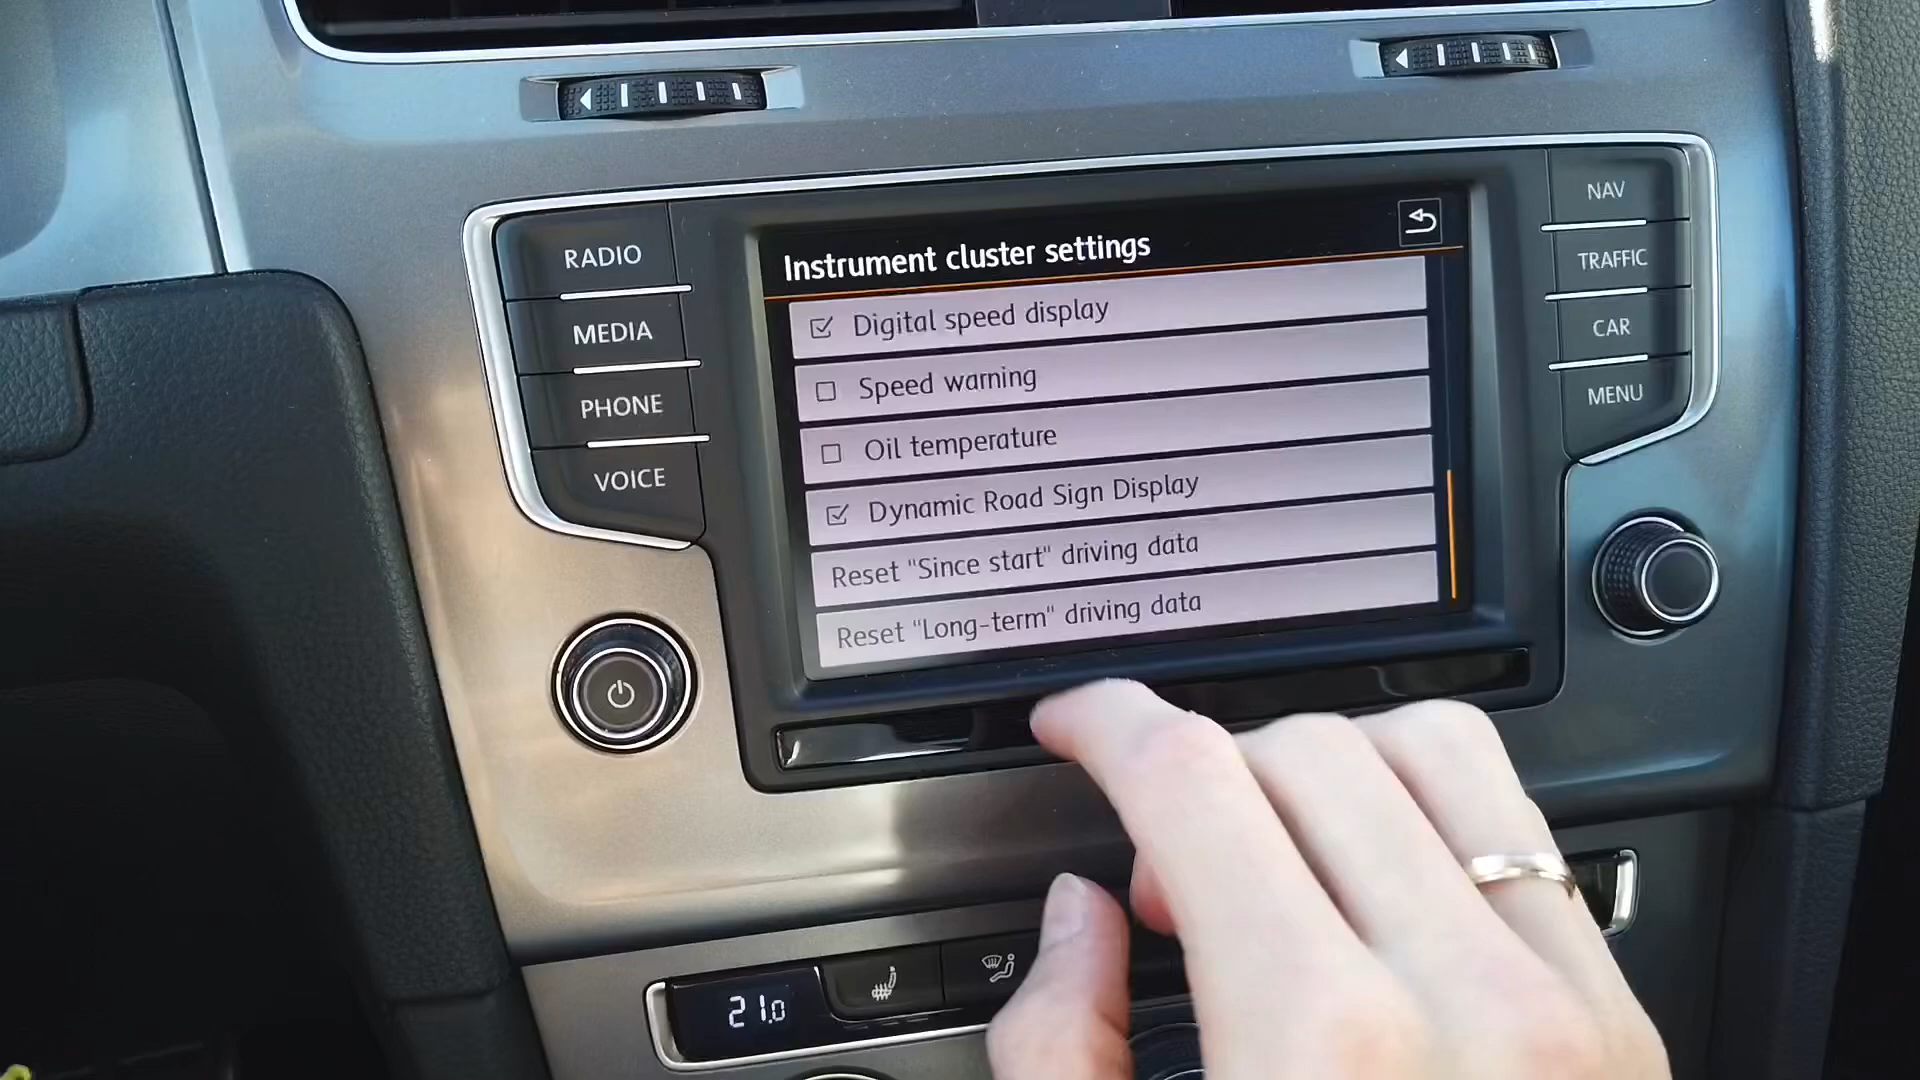 RADIO
MEDIA
PHONE
VOICE
Instrument cluster settings
Digital speed display
Speed warning
Oil temperature
Dynamic Road Sign Display
Reset "Since start" driving data
Reset "Long-term" driving data
NAV
TRAFFIC
CAR
MENU
21.0